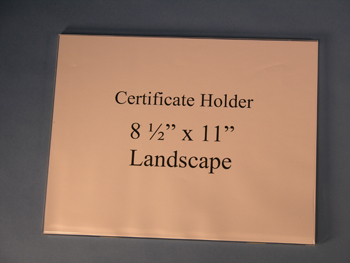 Certificate Holder
8 ½” x 11”
Landscape